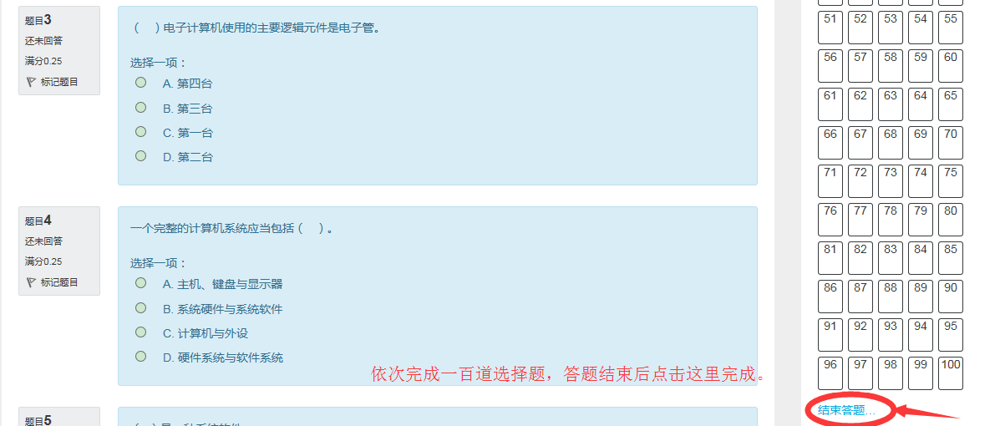 题目3
还未回答
满分0.25
标记题目
（ ）电子计算机使用的主要逻辑元件是电子管。
选择一项：
A. 第四台
B. 第三台
C. 第一台
D. 第二台
题目4
还未回答
满分0.25
标记题目
一个完整的计算机系统应当包括（ ）。
选择一项：
A. 主机、键盘与显示器
B. 系统硬件与系统软件
C. 计算机与外设
D. 硬件系统与软件系统
依次完成一百道选择题，答题结束后点击这里完成。
题目5
51 52 53 54 55
56 57 58 59 60
61 62 63 64 65
66 67 68 69 70
71 72 73 74 75
76 77 78 79 80
81 82 83 84 85
86 87 88 89 90
91 92 93 94 95
96 97 98 99 100
结束答题...